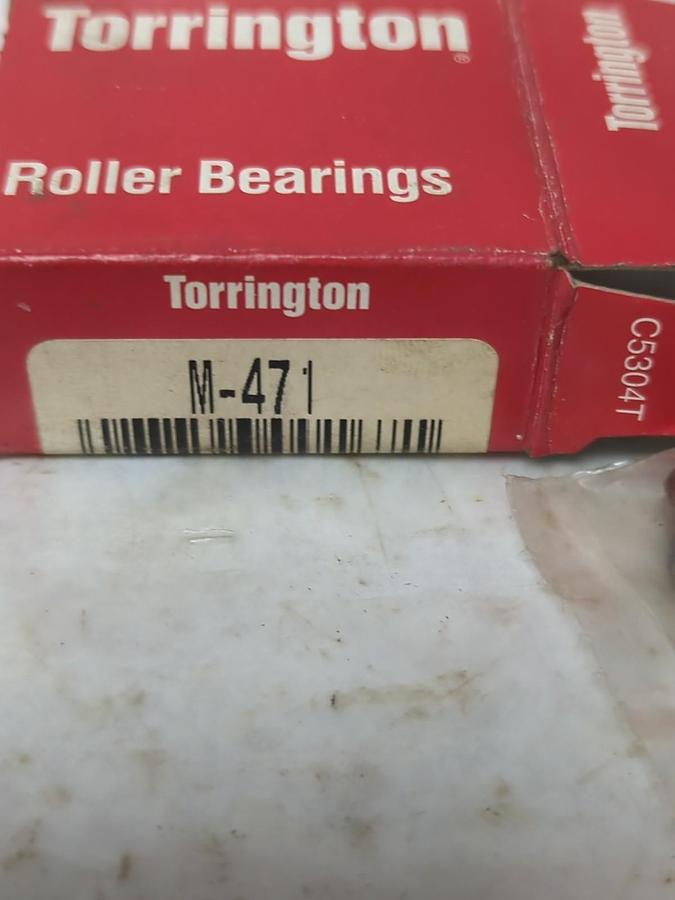 Torrington®
Torrington
Roller Bearings
Torrington
M-471
C5304T